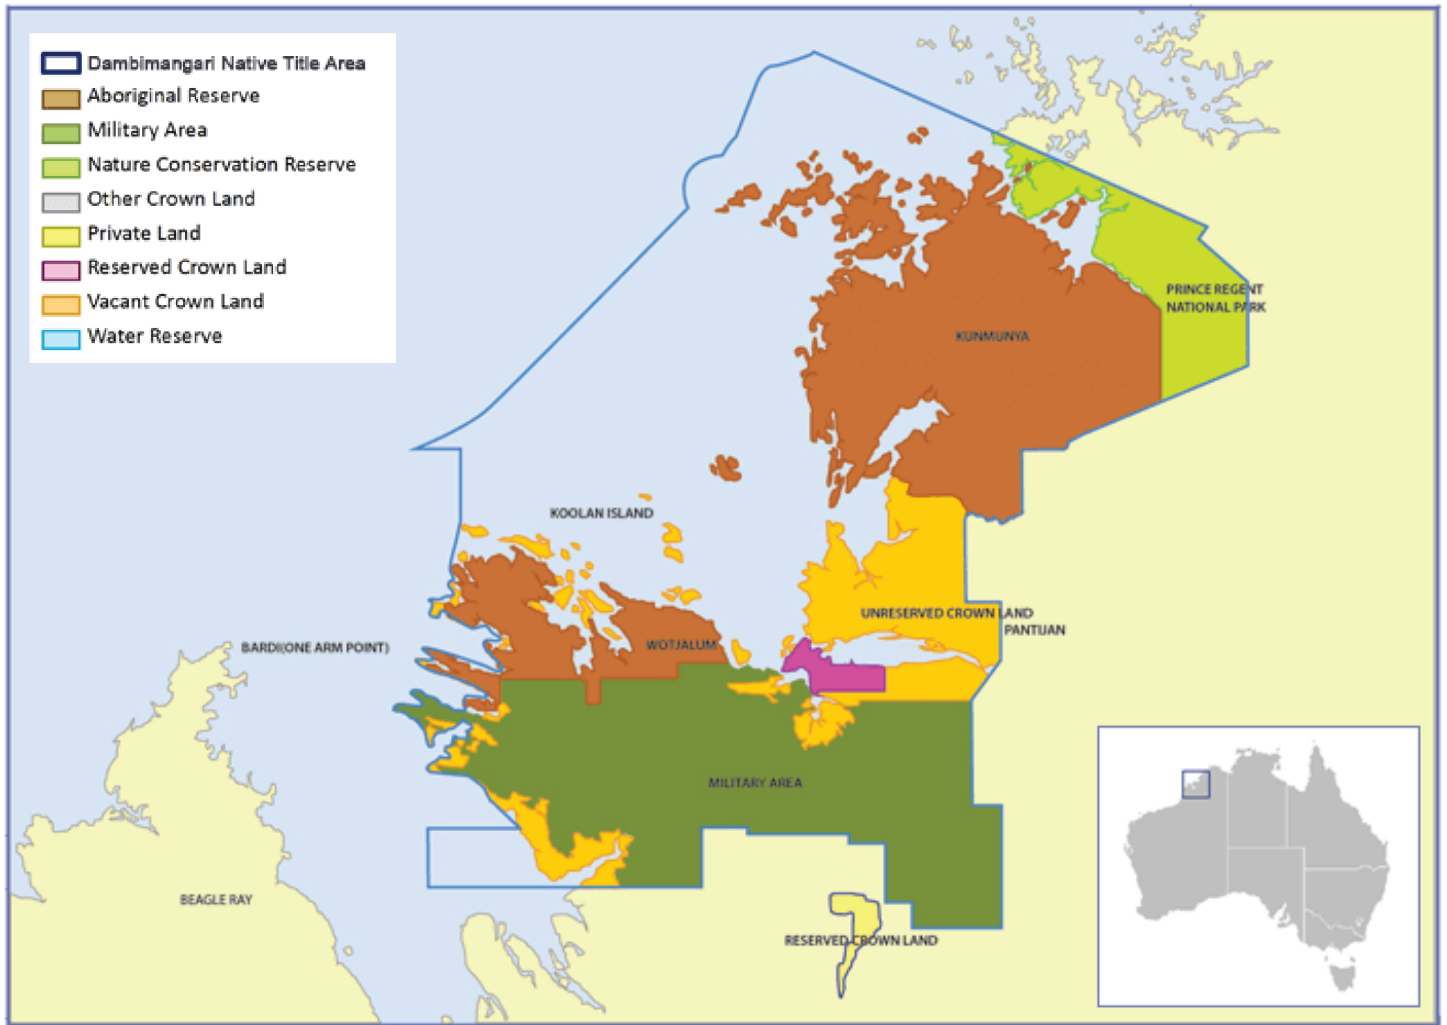 Dambimangari Native Title Area
Aboriginal Reserve
Military Area
Nature Conservation Reserve
Other Crown Land
Private Land
Reserved Crown Land
Vacant Crown Land
Water Reserve
PRINCE REGENT
NATIONAL PARK
KUNMUNYA
KOOLAN ISLAND
UNRESERVED CROWN LAND
PANTIJAN
BARDI(ONE ARM POINT)
WOTJALUM
MILITARY AREA
BEAGLE RAY
RESERVED CROWN LAND